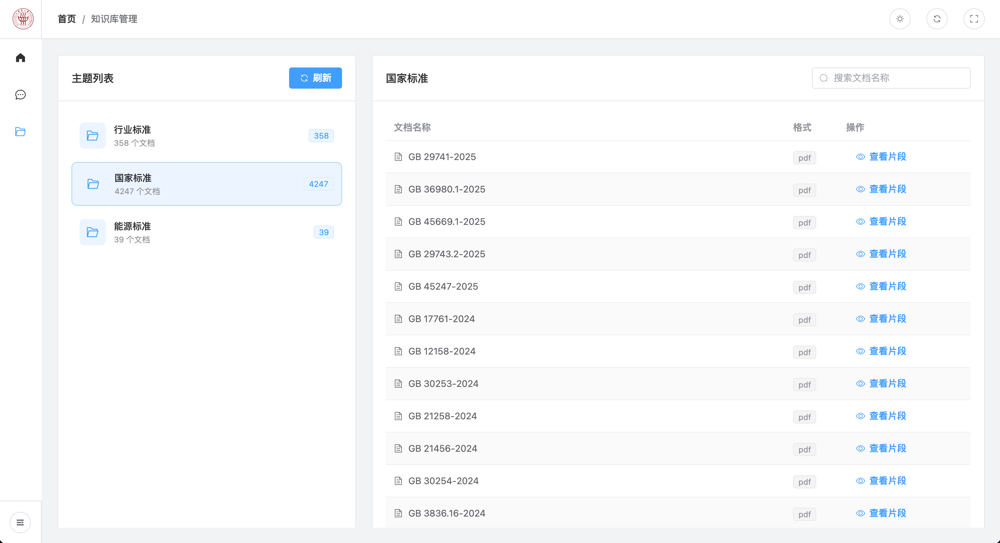 首页 / 知识库管理
主题列表
刷新
行业标准
358 个文档
358
国家标准
4247 个文档
4247
能源标准
39 个文档
39
国家标准
搜索文档名称
文档名称 格式 操作
GB 29741-2025 pdf 查看片段
GB 36980.1-2025 pdf 查看片段
GB 45669.1-2025 pdf 查看片段
GB 29743.2-2025 pdf 查看片段
GB 45247-2025 pdf 查看片段
GB 17761-2024 pdf 查看片段
GB 12158-2024 pdf 查看片段
GB 30253-2024 pdf 查看片段
GB 21258-2024 pdf 查看片段
GB 21456-2024 pdf 查看片段
GB 30254-2024 pdf 查看片段
GB 3836.16-2024 pdf 查看片段